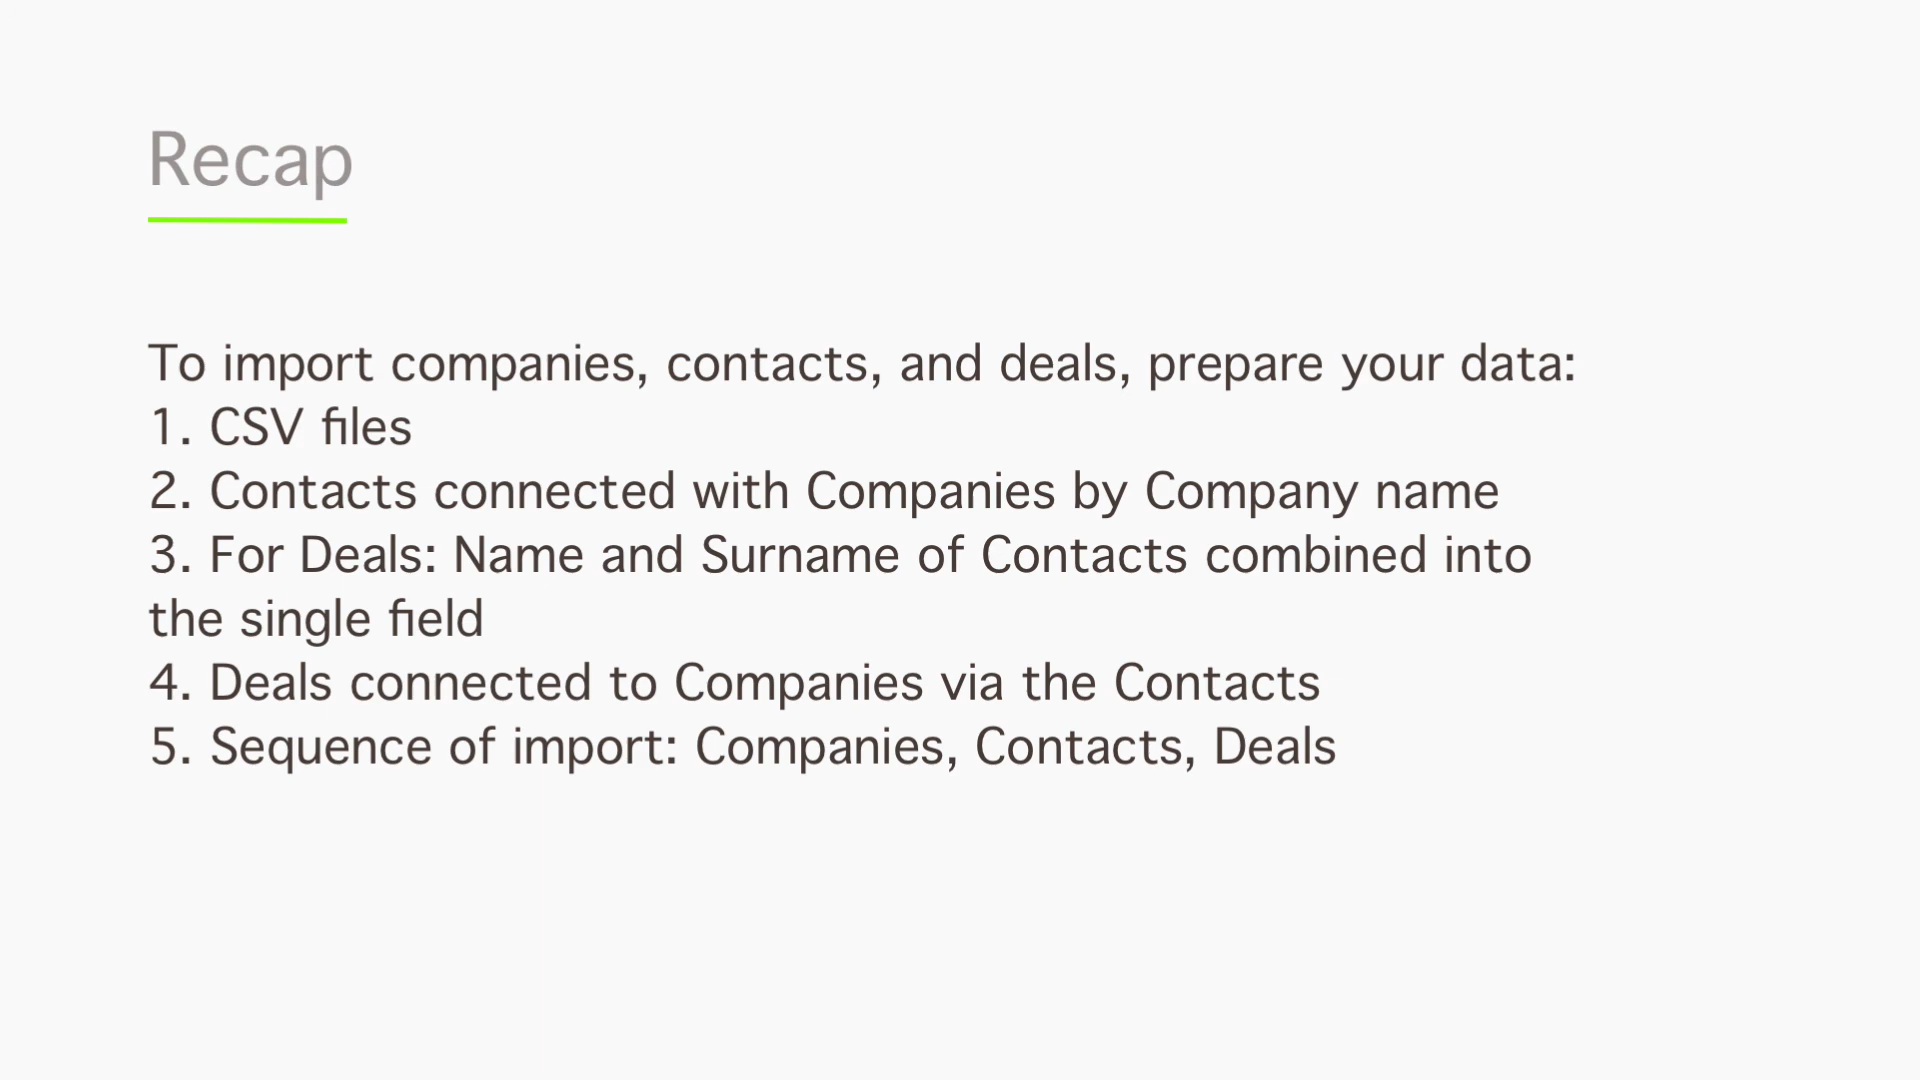 Recap
To import companies, contacts, and deals, prepare your data:
1. CSV files
2. Contacts connected with Companies by Company name
3. For Deals: Name and Surname of Contacts combined into
the single field
4. Deals connected to Companies via the Contacts
5. Sequence of import: Companies, Contacts, Deals